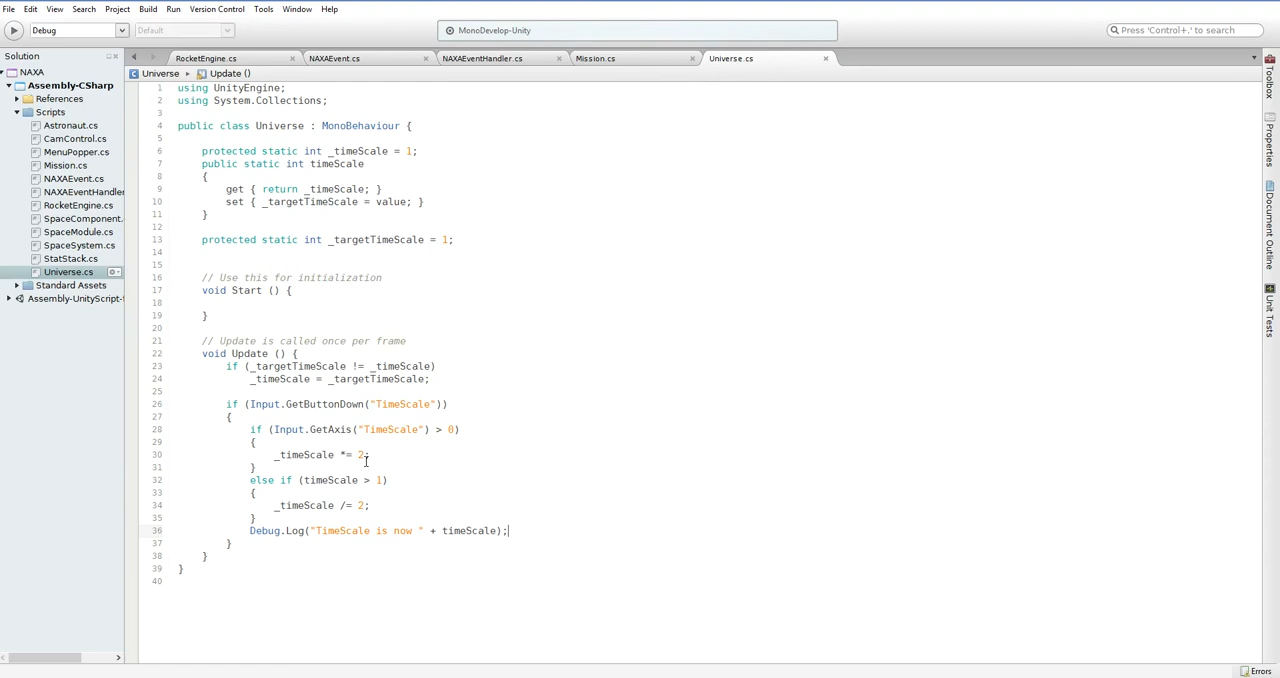 File Edit View Search Project Build Run Version Control Tools Window Help
Debug Default MonoDevelop-Unity Press 'Control+,' to search
Solution
NAXA
Assembly-CSharp
References
Scripts
Astronaut.cs
CamControl.cs
MenuPopper.cs
Mission.cs
NAXAEvent.cs
NAXAEventHandler
RocketEngine.cs
SpaceComponent.
SpaceModule.cs
SpaceSystem.cs
StatStack.cs
Universe.cs
Standard Assets
Assembly-UnityScript-f
RocketEngine.cs NAXAEvent.cs NAXAEventHandler.cs Mission.cs Universe.cs
Universe Update ()
1 using UnityEngine;
2 using System.Collections;
3
4 public class Universe : MonoBehaviour {
5
6 protected static int _timeScale = 1;
7 public static int timeScale
8 {
9 get { return _timeScale; }
10 set { _targetTimeScale = value; }
11 }
12
13 protected static int _targetTimeScale = 1;
14
15
16 // Use this for initialization
17 void Start () {
18
19 }
20
21 // Update is called once per frame
22 void Update () {
23 if (_targetTimeScale != _timeScale)
24 _timeScale = _targetTimeScale;
25
26 if (Input.GetButtonDown("TimeScale"))
27 {
28 if (Input.GetAxis("TimeScale") > 0)
29 {
30 _timeScale *= 2;
31 }
32 else if (timeScale > 1)
33 {
34 _timeScale /= 2;
35 }
36 Debug.Log("TimeScale is now " + timeScale);
37 }
38 }
39 }
40
Toolbox
Properties
Document Outline
Unit Tests
Errors